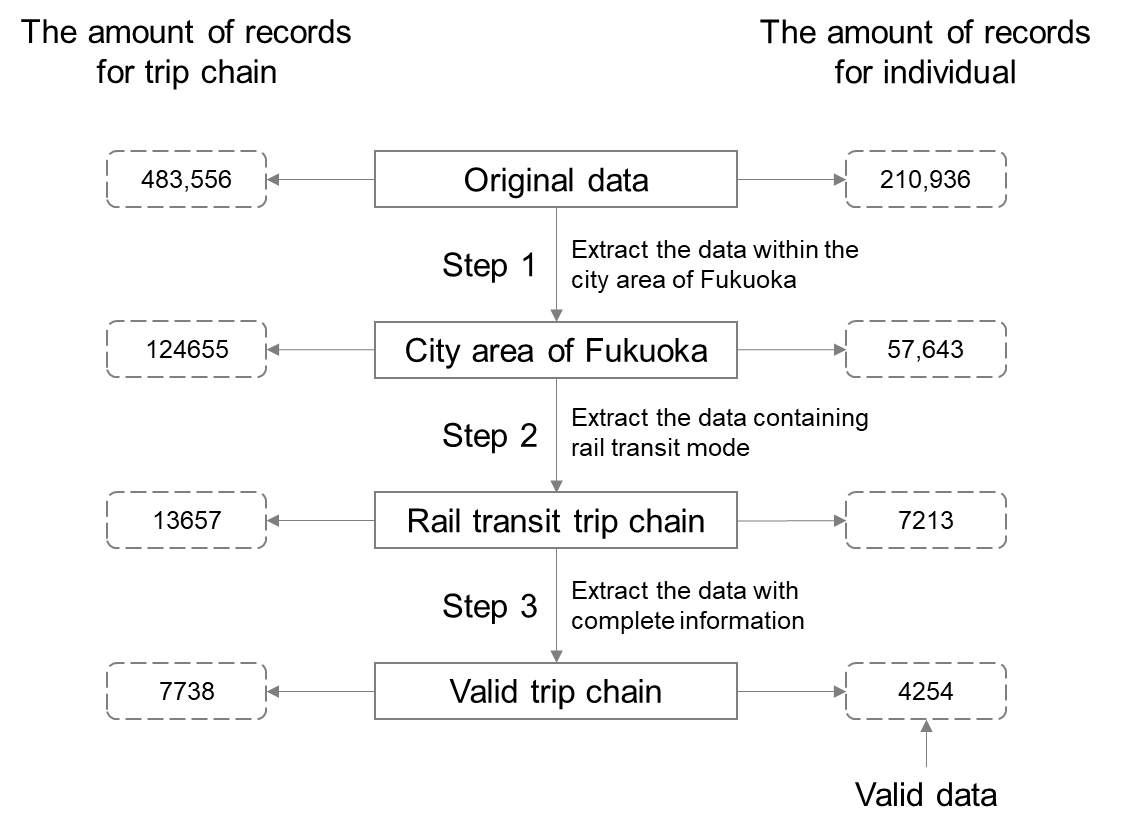 The amount of records
for trip chain
The amount of records
for individual
483,556
Original data
210,936
Step 1
Extract the data within the
city area of Fukuoka
124655
City area of Fukuoka
57,643
Step 2
Extract the data containing
rail transit mode
13657
Rail transit trip chain
7213
Step 3
Extract the data with
complete information
7738
Valid trip chain
4254
Valid data